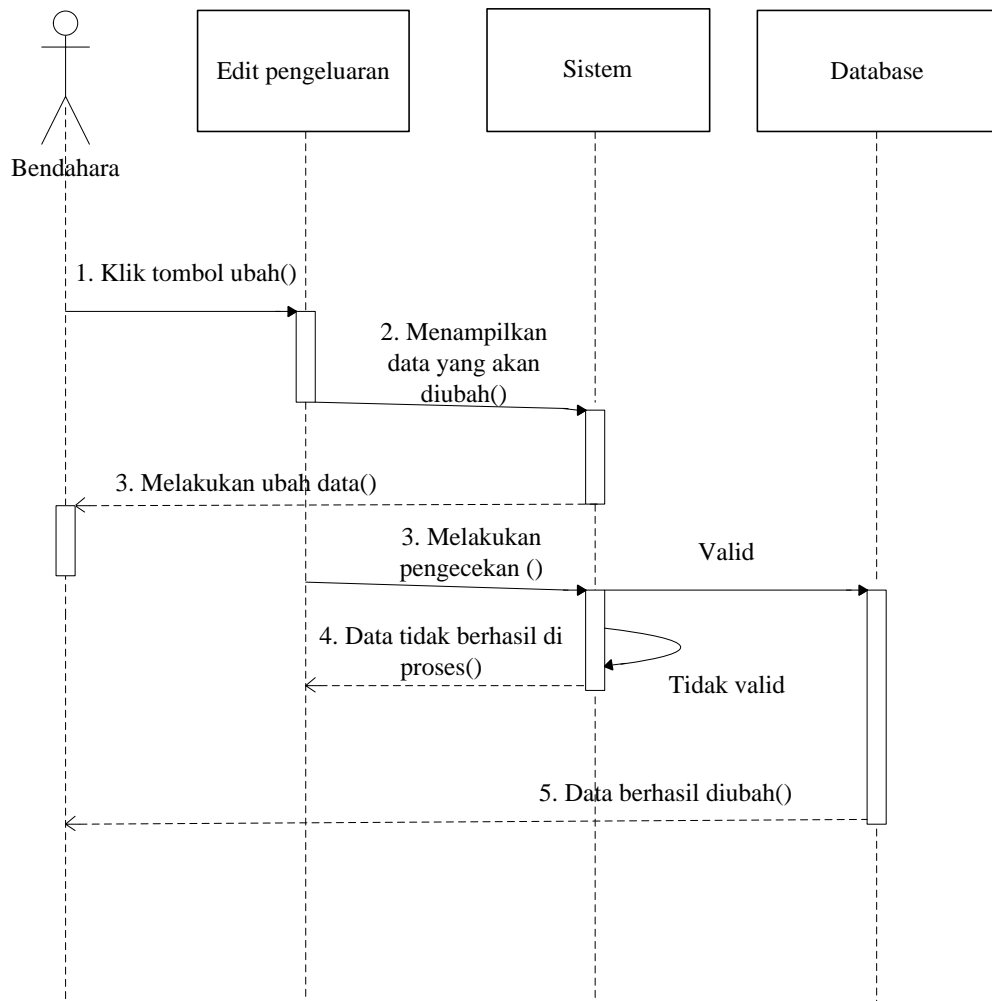 Edit pengeluaran
Sistem
Database
Bendahara
1. Klik tombol ubah()
2. Menampilkan
data yang akan
diubah()
3. Melakukan ubah data()
3. Melakukan
pengecekan ()
Valid
4. Data tidak berhasil di
proses()
Tidak valid
5. Data berhasil diubah()